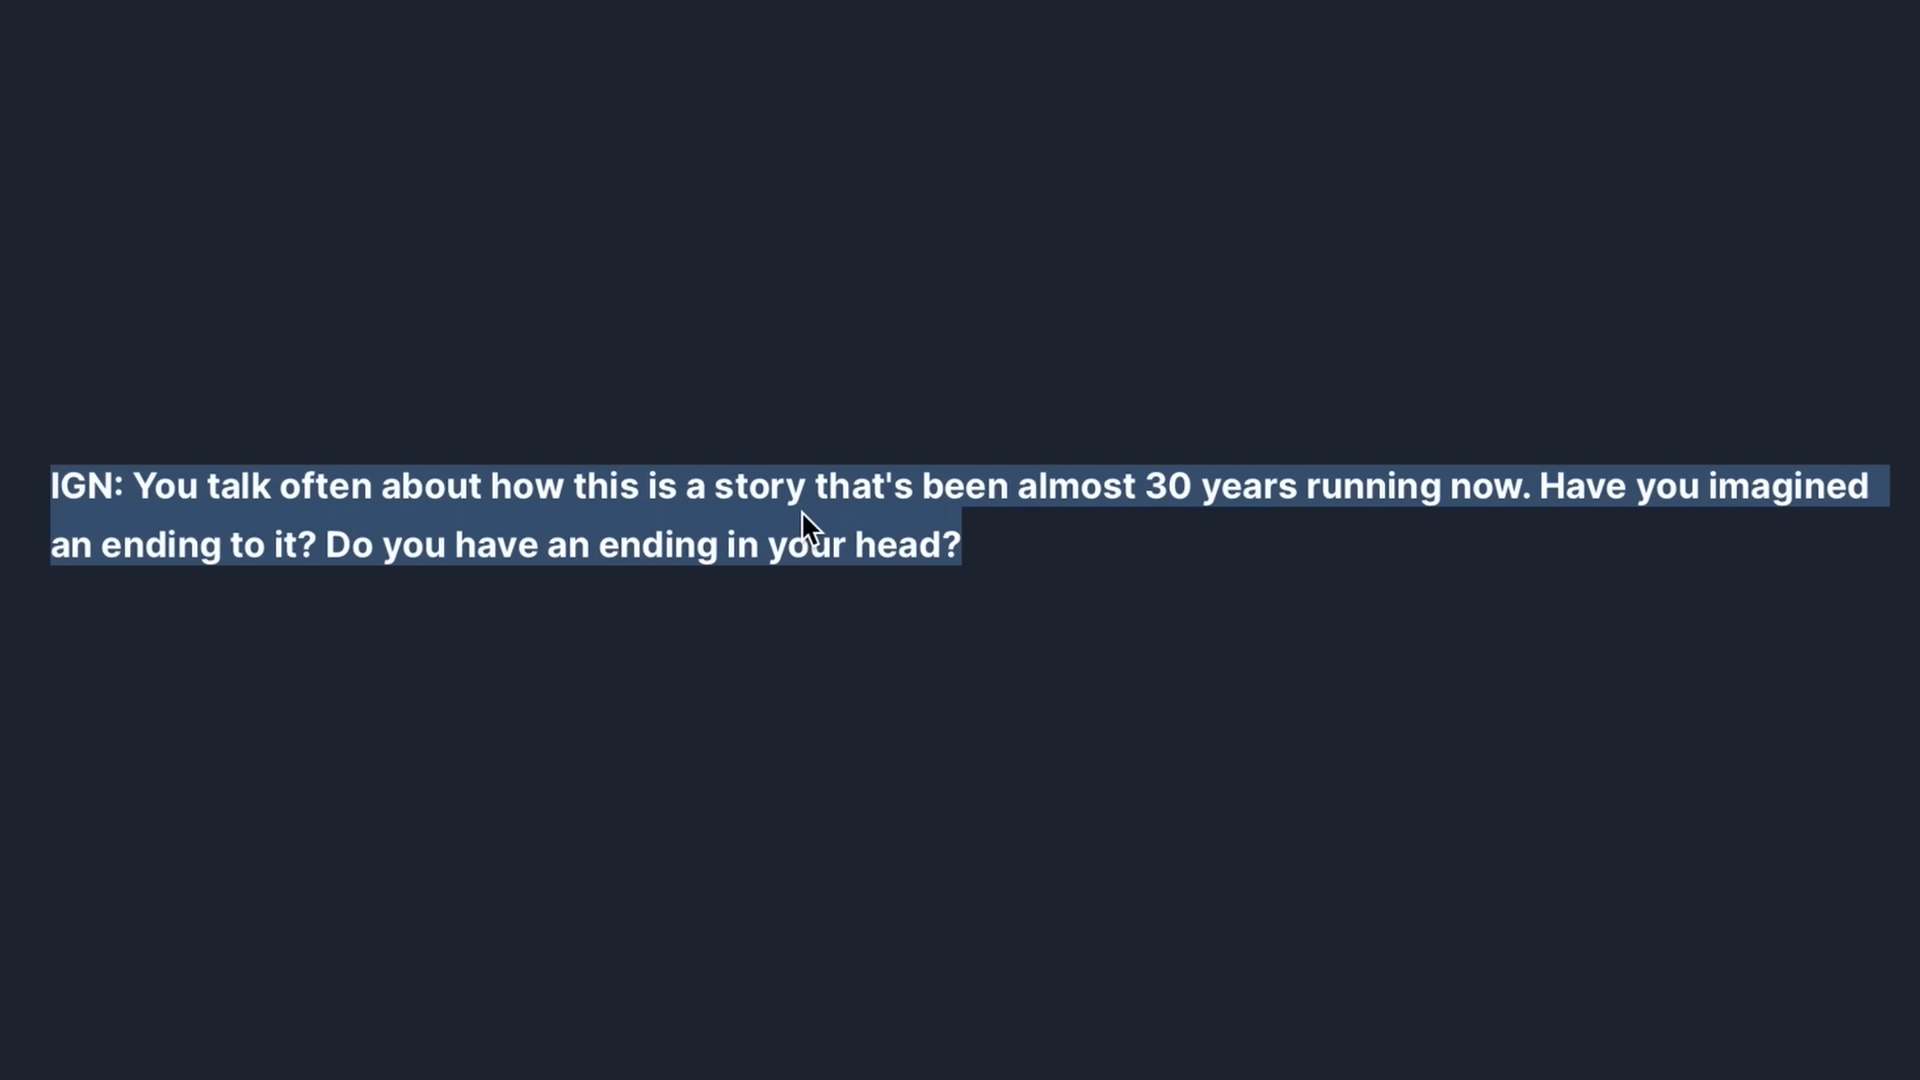 IGN: You talk often about how this is a story that's been almost 30 years running now. Have you imagined
an ending to it? Do you have an ending in your head?